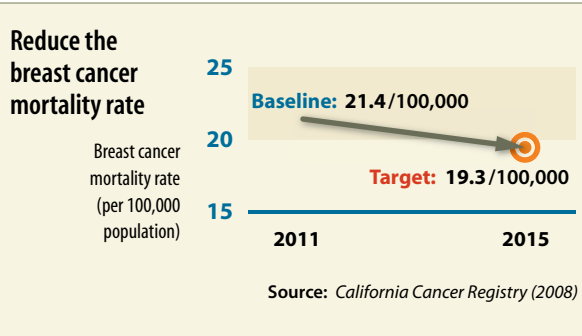 Reduce the
breast cancer
mortality rate
Breast cancer
mortality rate
(per 100,000
population)
25
20
15
Baseline: 21.4/100,000
Target: 19.3/100,000
2011 2015
Source: California Cancer Registry (2008)